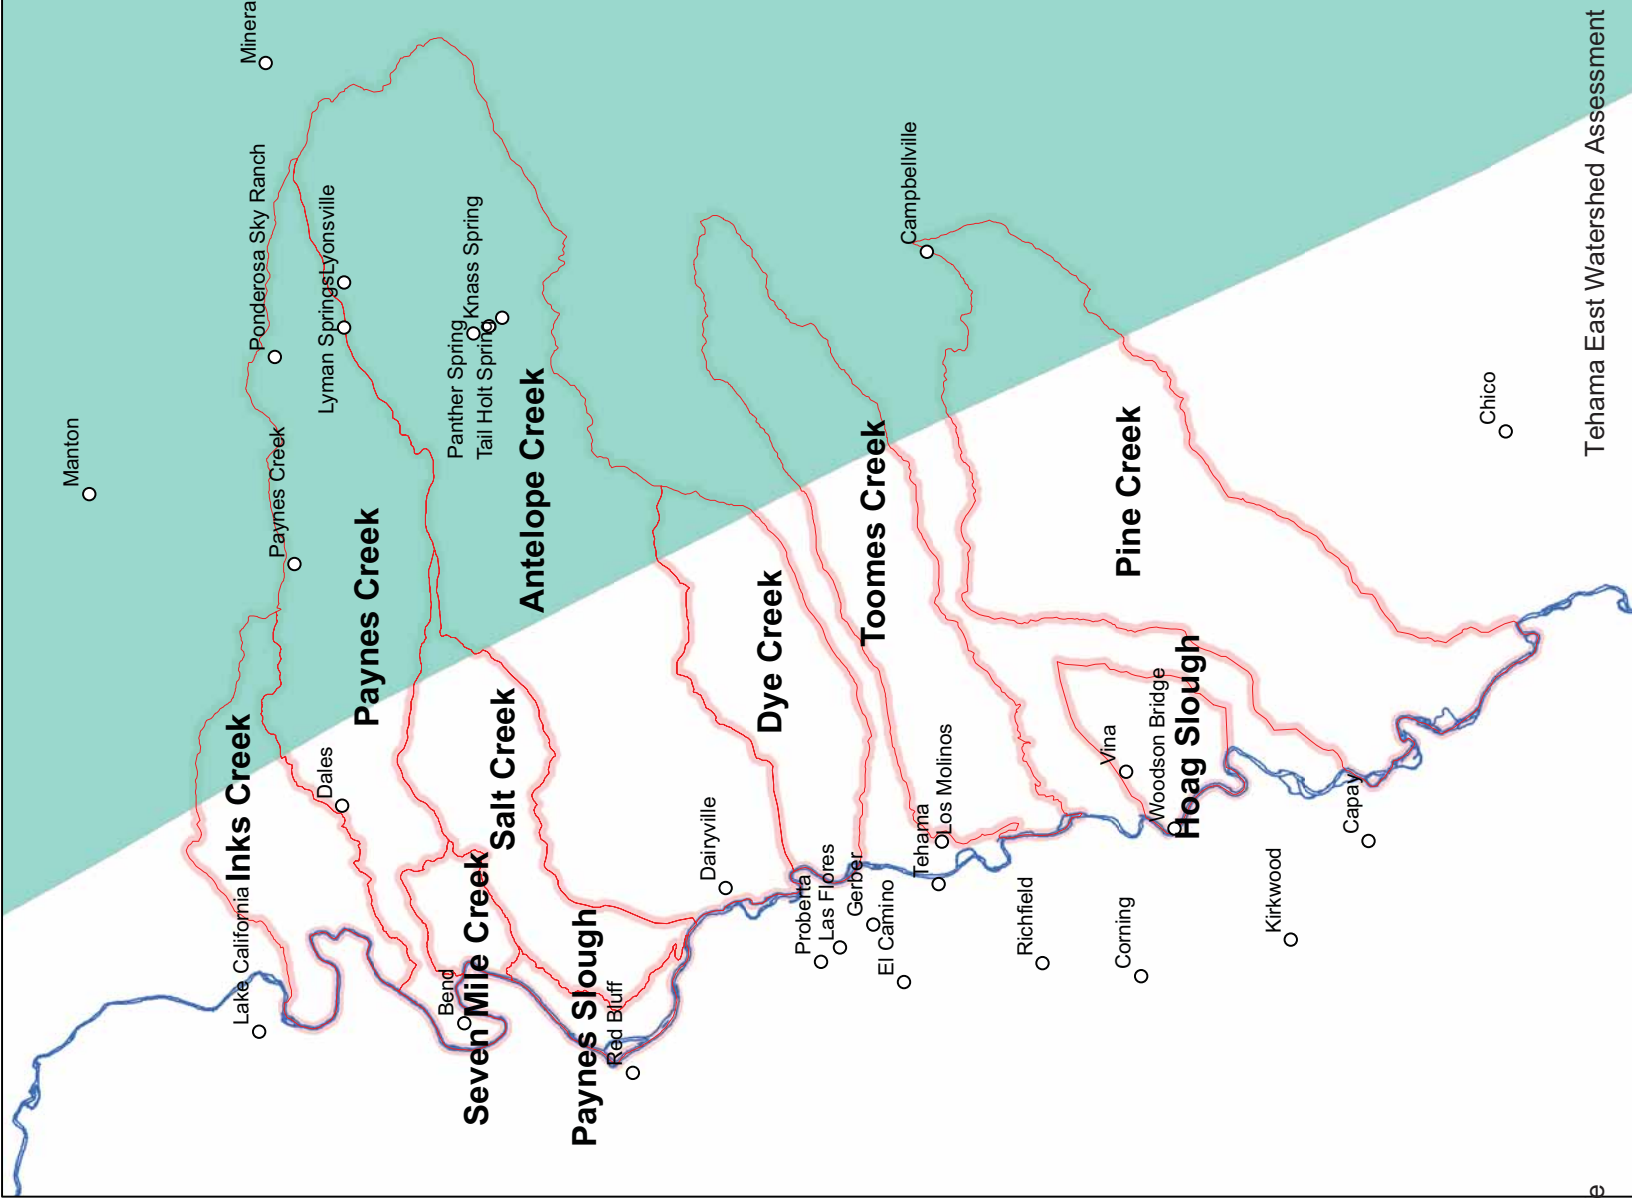 Minera
Manton
Ponderosa Sky Ranch
Paynes Creek
Lyonsville
Lyman Springs
Knass Spring
Panther Spring
Tail Holt Spring
Campbellville
Paynes Creek
Antelope Creek
Inks Creek
Dales
Lake California
Salt Creek
Seven Mile Creek
Bend
Paynes Slough
Red Bluff
Dye Creek
Dairyville
Toomes Creek
Proberta
Las Flores
Gerber
El Camino
Tehama
Los Molinos
Pine Creek
Vina
Woodson Bridge
Hoag Slough
Richfield
Corning
Kirkwood
Capay
Chico
Tehama East Watershed Assessment
e